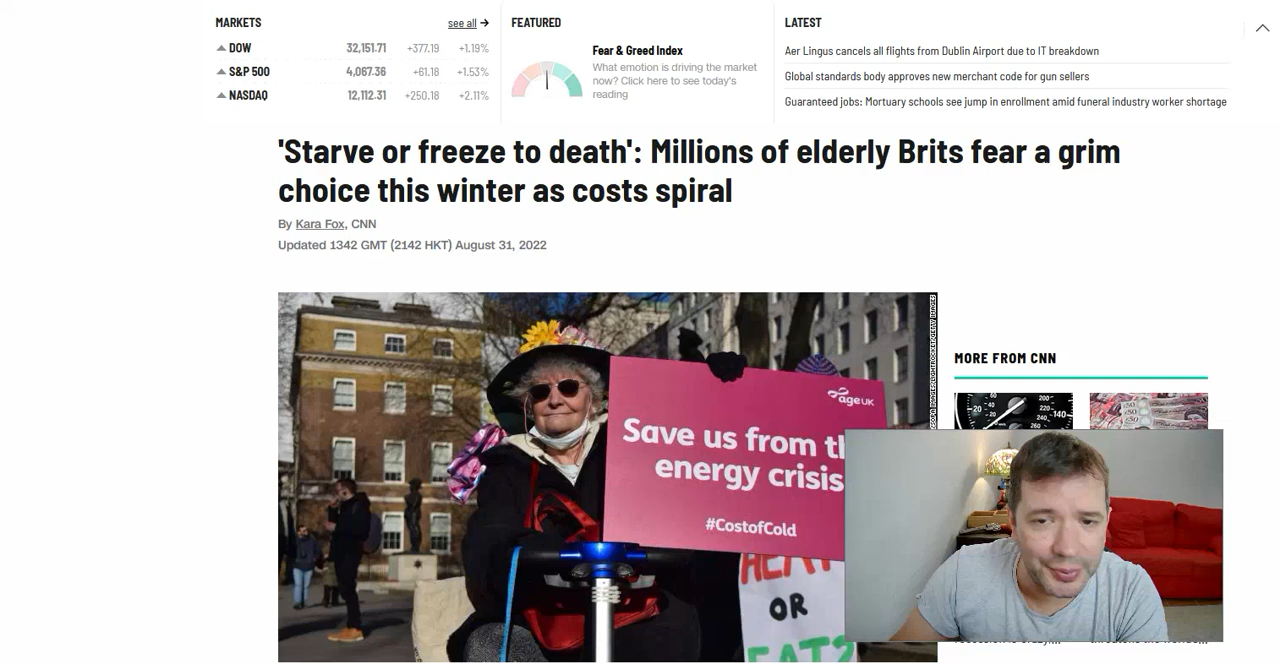 MARKETS
see all
DOW 32,151.71 +377.19 +1.19%
S&P 500 4,067.36 +61.18 +1.53%
NASDAQ 12,112.31 +250.18 +2.11%
FEATURED
Fear & Greed Index
What emotion is driving the market
now? Click here to see today's
reading
LATEST
Aer Lingus cancels all flights from Dublin Airport due to IT breakdown
Global standards body approves new merchant code for gun sellers
Guaranteed jobs: Mortuary schools see jump in enrollment amid funeral industry worker shortage
'Starve or freeze to death': Millions of elderly Brits fear a grim
choice this winter as costs spiral
By Kara Fox, CNN
Updated 1342 GMT (2142 HKT) August 31, 2022
ageUK
Save us from th
energy crisis
#CostofCold
HEAT
OR
EAT?
MORE FROM CNN